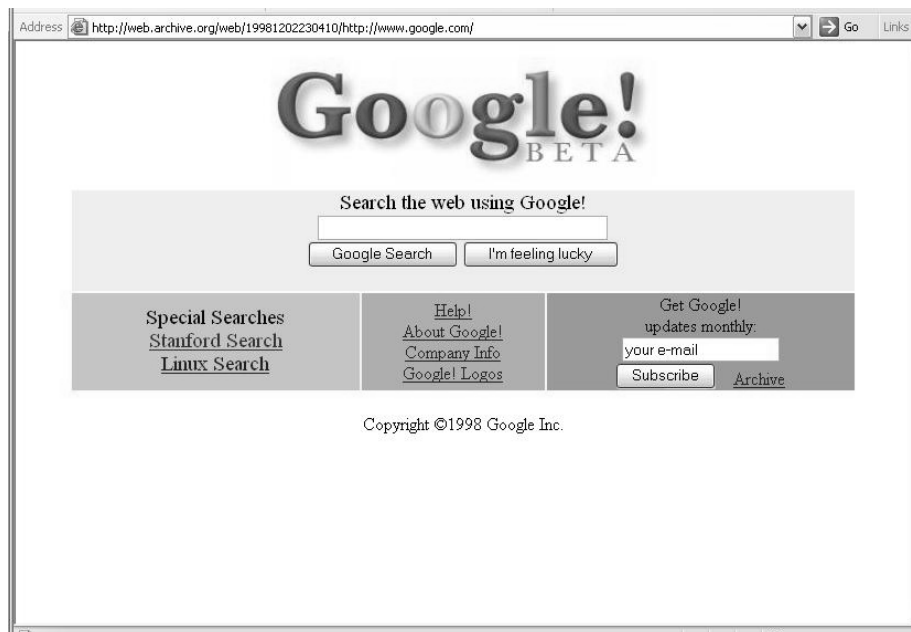 Address http://web.archive.org/web/19981202230410/http://www.google.com/ Go Links
Google!
BETA
Search the web using Google!
Google Search I'm feeling lucky
Special Searches
Stanford Search
Linux Search
Help!
About Google!
Company Info
Google! Logos
Get Google!
updates monthly:
your e-mail
Subscribe Archive
Copyright ©1998 Google Inc.